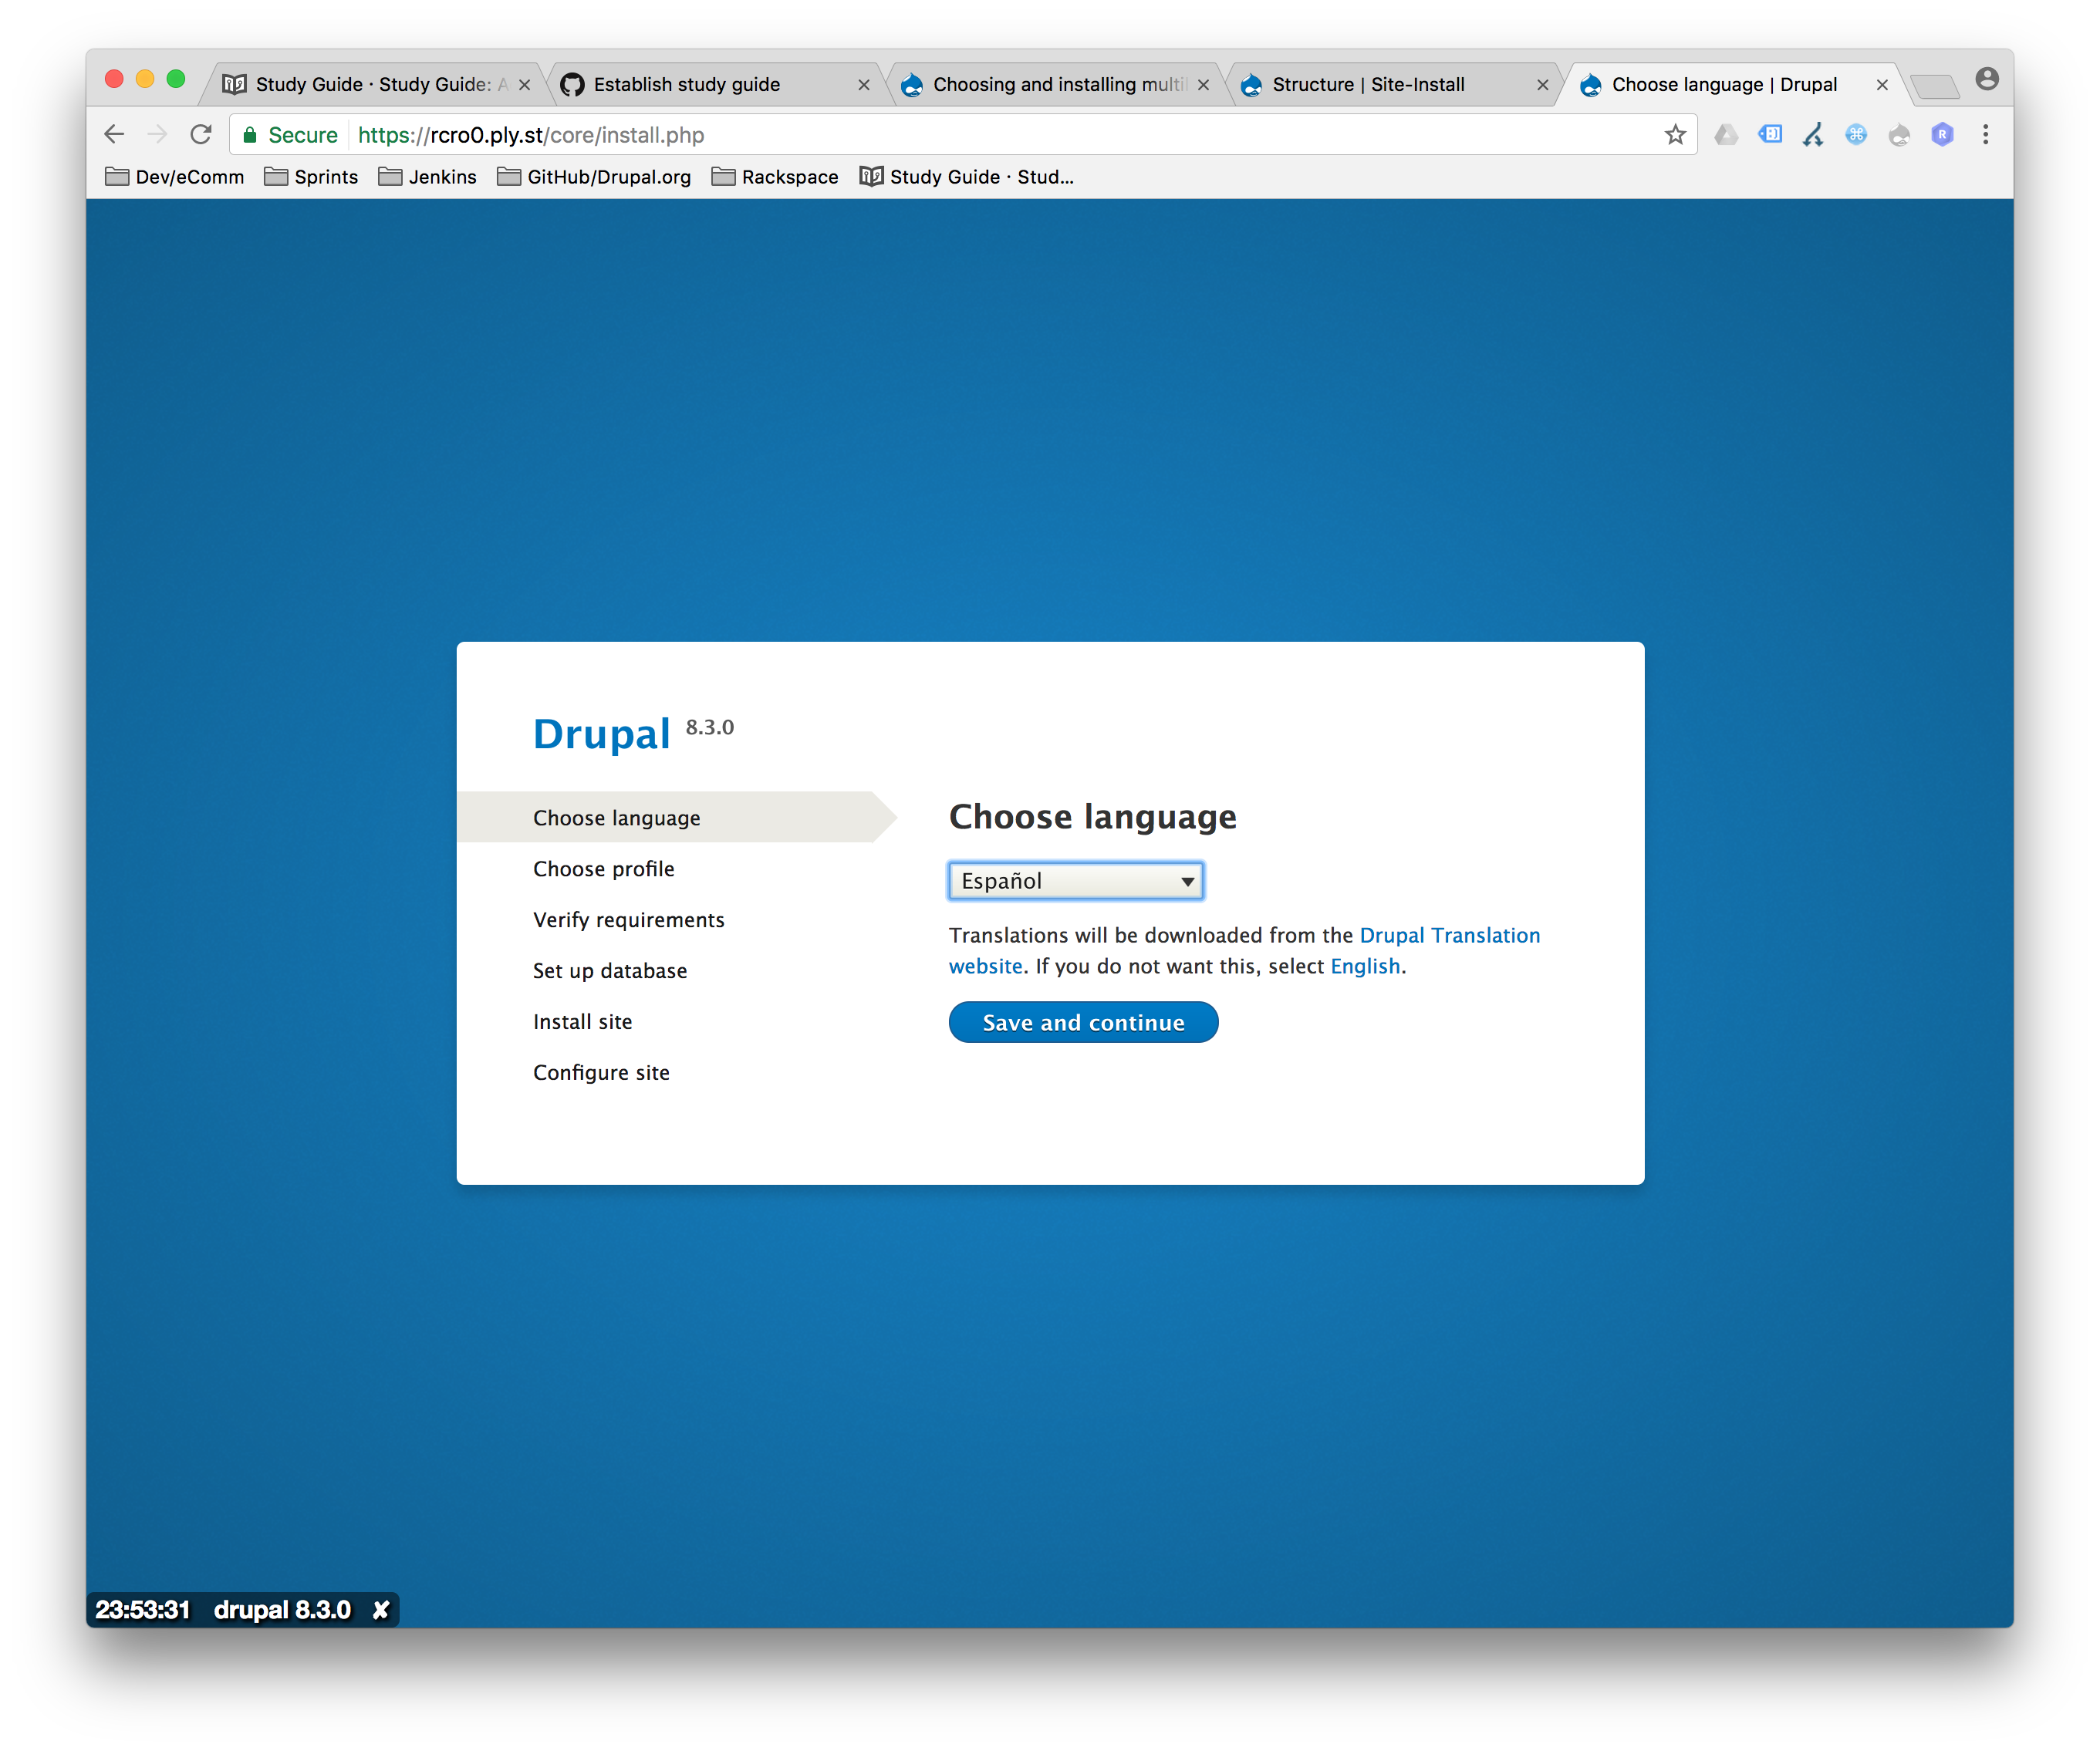 Study Guide · Study Guide: A
Establish study guide
Choosing and installing multil
Structure | Site-Install
Choose language | Drupal
Secure https://rcro0.ply.st/core/install.php
Dev/eComm Sprints Jenkins GitHub/Drupal.org Rackspace Study Guide · Stud...
Drupal 8.3.0
Choose language
Choose profile
Verify requirements
Set up database
Install site
Configure site
Choose language
Español
Translations will be downloaded from the Drupal Translation
website. If you do not want this, select English.
Save and continue
23:53:31 drupal 8.3.0 ✘